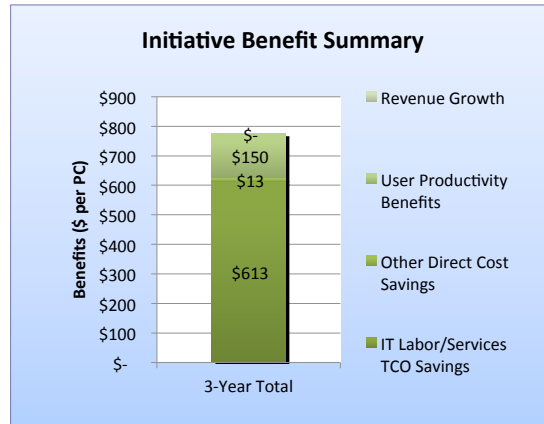 Initiative Benefit Summary
Benefits ($ per PC)
$900
$800
$700
$600
$500
$400
$300
$200
$100
$-
$-
$150
$13
$613
3-Year Total
Revenue Growth
User Productivity
Benefits
Other Direct Cost
Savings
IT Labor/Services
TCO Savings